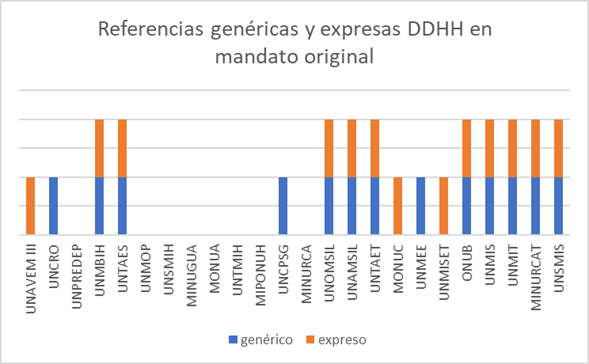 Referencias genéricas y expresas DDHH en
mandato original
UNAVEM III
UNCRO
UNPREDEP
UNMBIH
UNTAES
UNMOP
UNSMIH
MINUGUA
MONUA
UNTMIH
MIPONUH
UNCPSG
MINURCA
UNOMSIL
UNAMSIL
UNTAET
MONUC
UNMEE
UNMISET
ONUB
UNMIS
UNMIT
MINURCAT
UNSMIS
genérico
expreso